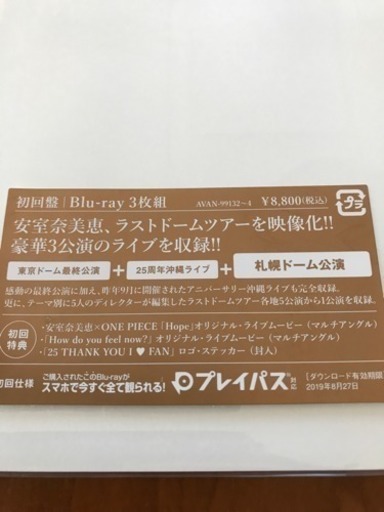 初回盤 | Blu-ray 3枚組 AVAN-99132~4 ¥8,800(税込)
安室奈美恵、ラストドームツアーを映像化!!
豪華3公演のライブを収録!!
東京ドーム最終公演 + 25周年沖縄ライブ + 札幌ドーム公演
感動の最終公演に加え、昨年9月に開催されたアニバーサリー沖縄ライブも完全収録。
更に、テーマ別に5人のディレクターが編集したラストドームツアー各地5公演から1公演を収録。
初回特典
・安室奈美恵×ONE PIECE「Hope」オリジナル・ライブムービー（マルチアングル）
・「How do you feel now?」オリジナル・ライブムービー（マルチアングル）
・「25 THANK YOU I ♥ FAN」ロゴ・ステッカー（封入）
初回仕様 ご購入されたこのBlu-rayが
スマホで今すぐ全て観られる! プレイパス®対応 [ダウンロード有効期限]
2019年8月27日
プラ